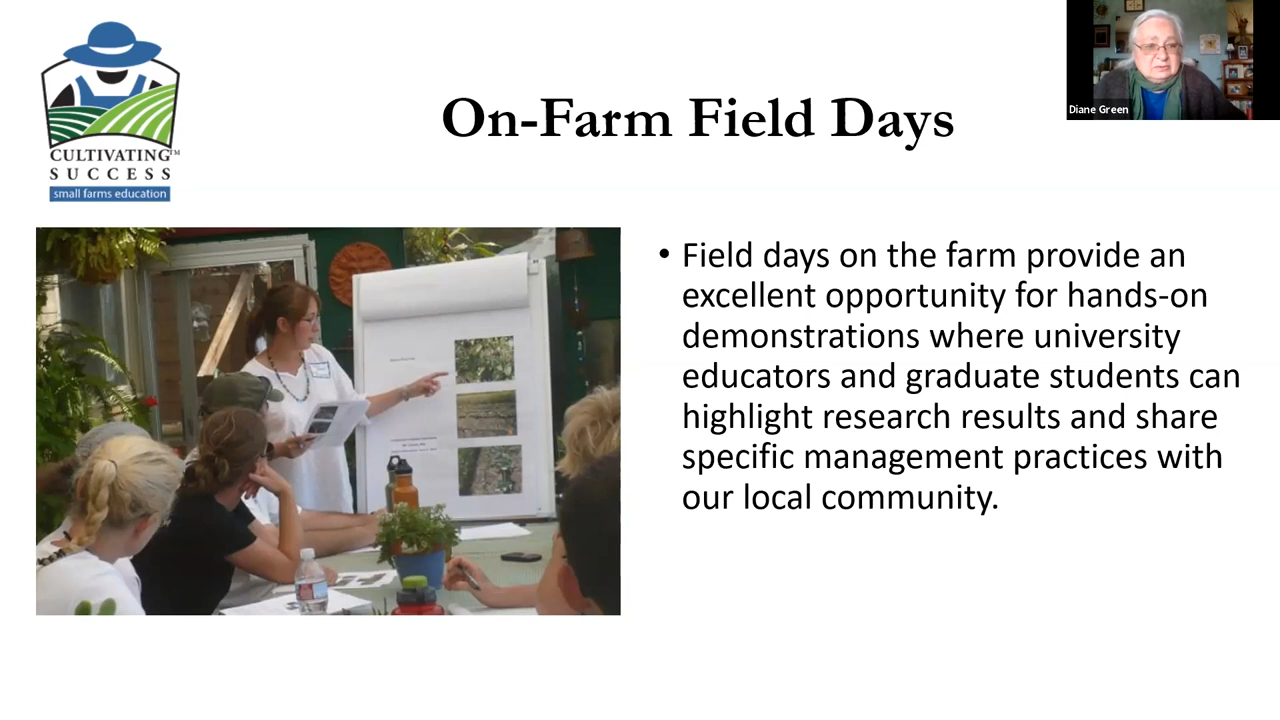 Diane Green
CULTIVATING™
SUCCESS
small farms education
On-Farm Field Days
• Field days on the farm provide an
excellent opportunity for hands-on
demonstrations where university
educators and graduate students can
highlight research results and share
specific management practices with
our local community.